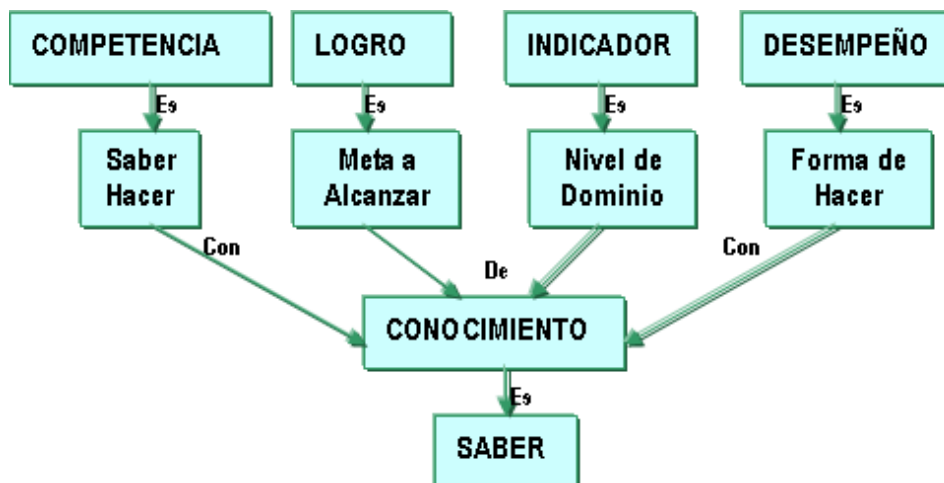 COMPETENCIA
LOGRO
INDICADOR
DESEMPEÑO
Es
Es
Es
Es
Saber
Hacer
Meta a
Alcanzar
Nivel de
Dominio
Forma de
Hacer
Con
De
Con
CONOCIMIENTO
Es
SABER